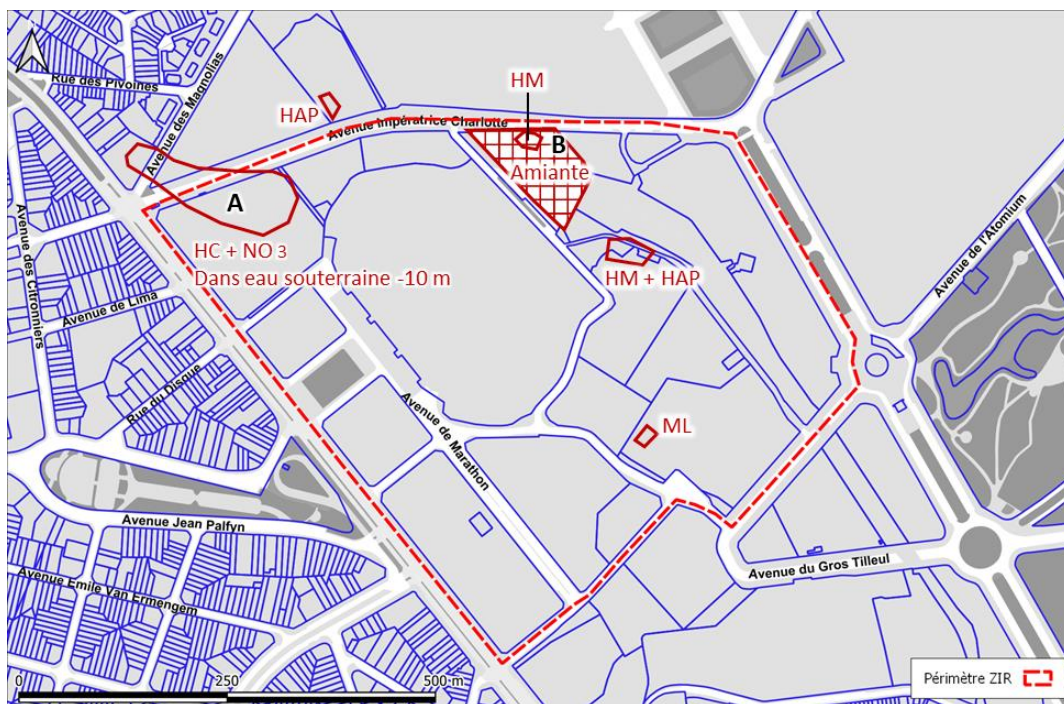 HM
Rue des Pivoines
Avenue des Magnolias
HAP
Avenue Impératrice Charlotte
B
Amiante
A
HC + NO 3
Dans eau souterraine -10 m
HM + HAP
Avenue de l'Atomium
Avenue des Citronniers
Avenue de Lima
Rue du Disque
Avenue de Marathon
ML
Avenue Jean Palfyn
Avenue du Gros Tilleul
Avenue Emile Van Ermengem
0
250
500 m
Périmètre ZIR